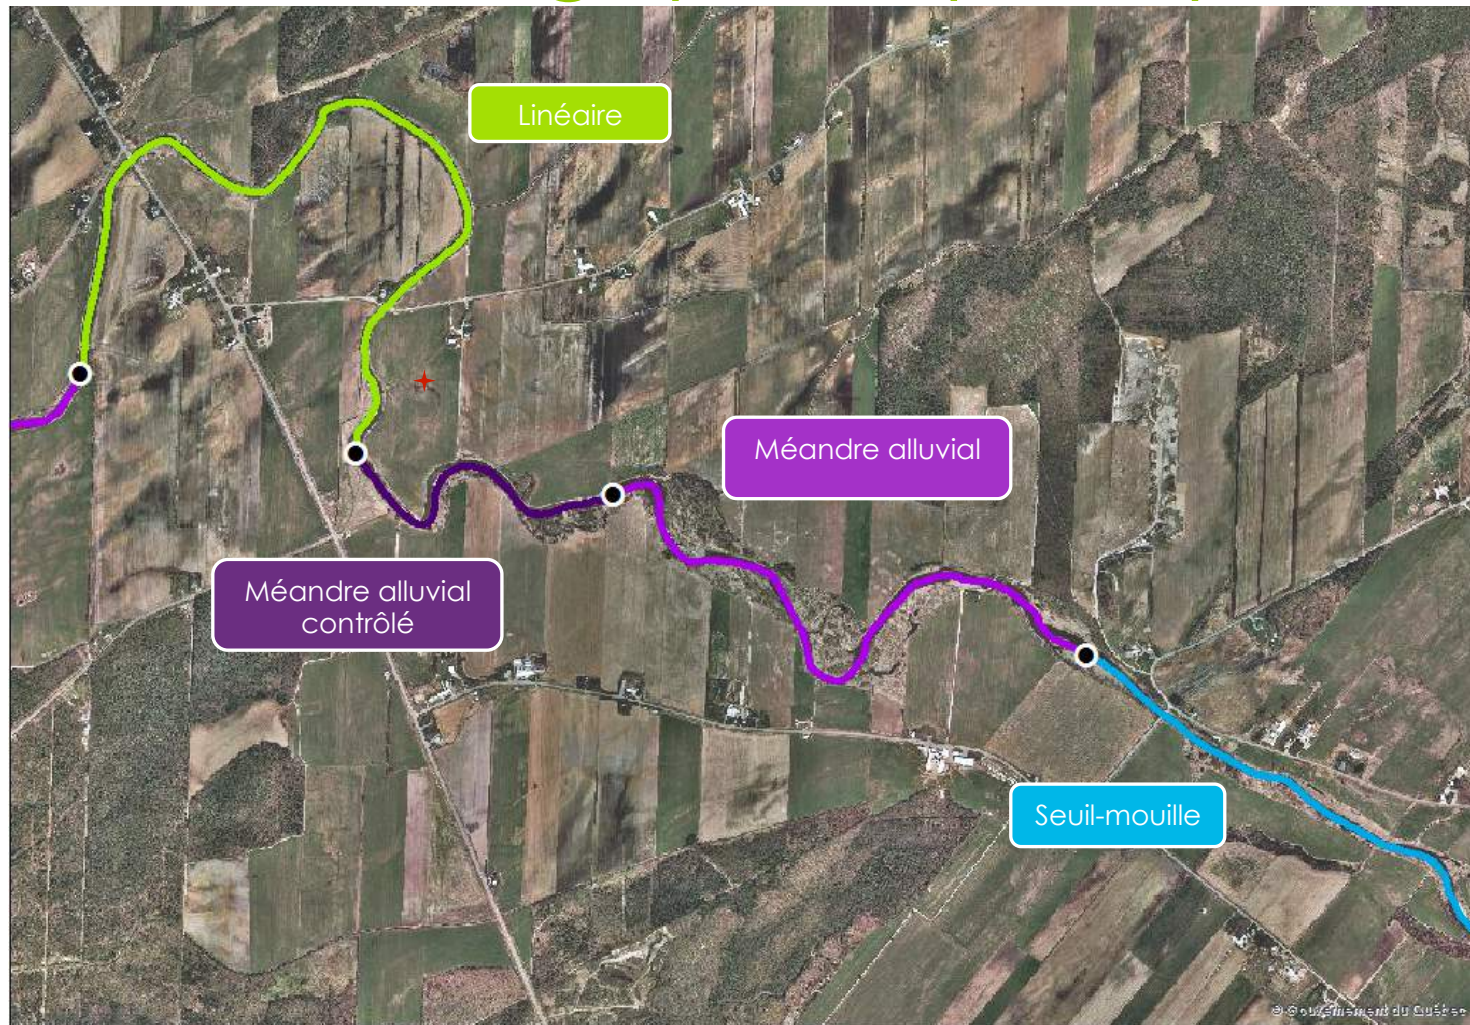 Linéaire
Méandre alluvial
Méandre alluvial
contrôlé
Seuil-mouille
© Gouvernement du Québec